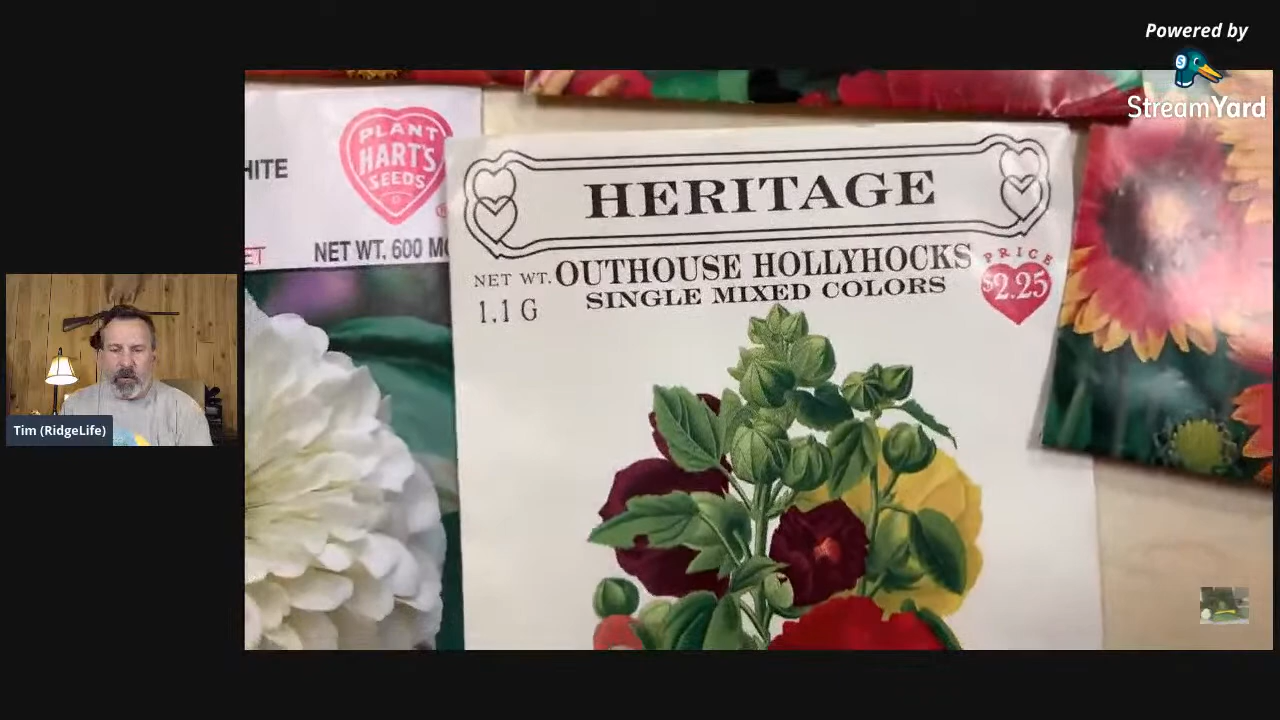 Powered by
StreamYard
HITE
PLANT
HART'S
SEEDS
ET
NET WT. 600 M
HERITAGE
NET WT.
1.1 G
OUTHOUSE HOLLYHOCKS
SINGLE MIXED COLORS
PRICE
$2.25
Tim (RidgeLife)